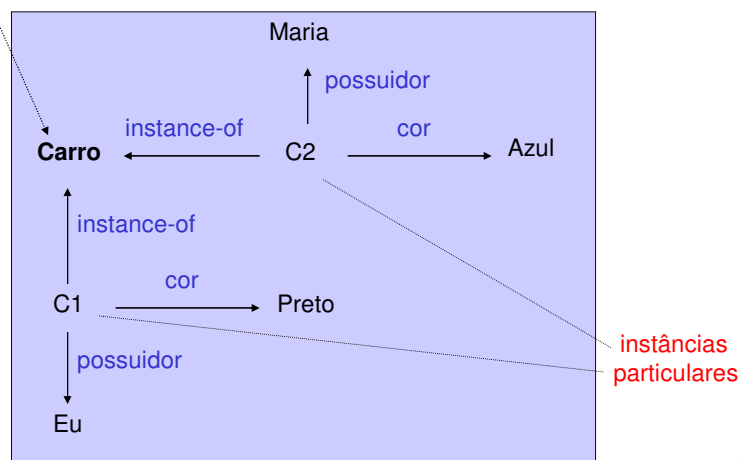 Maria
possuidor
instance-of
cor
Carro
C2
Azul
instance-of
cor
C1
Preto
instâncias
particulares
possuidor
Eu